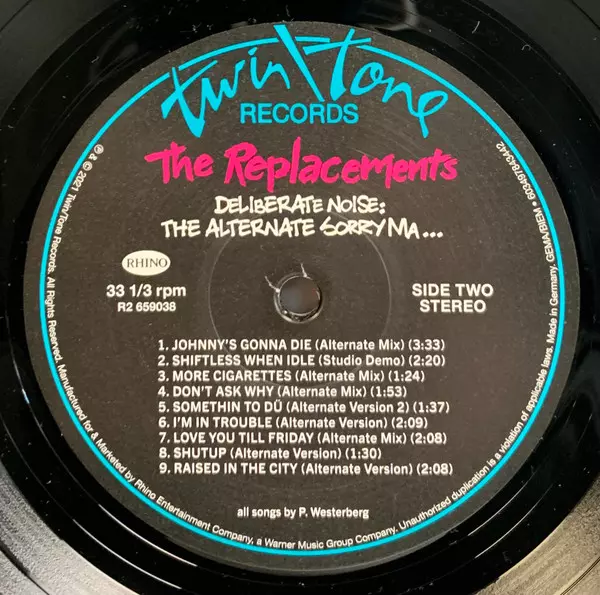 twin\tone
RECORDS
The Replacements
DELIBERATE NOISE:
THE ALTERNATE SORRY MA...
RHINO
33 1/3 rpm
R2 659038
SIDE TWO
STEREO
1. JOHNNY'S GONNA DIE (Alternate Mix) (3:33)
2. SHIFTLESS WHEN IDLE (Studio Demo) (2:20)
3. MORE CIGARETTES (Alternate Mix) (1:24)
4. DON'T ASK WHY (Alternate Mix) (1:53)
5. SOMETHIN TO DÜ (Alternate Version 2) (1:37)
6. I'M IN TROUBLE (Alternate Version) (2:09)
7. LOVE YOU TILL FRIDAY (Alternate Mix) (2:08)
8. SHUTUP (Alternate Version) (1:30)
9. RAISED IN THE CITY (Alternate Version) (2:08)
all songs by P. Westerberg
℗ & © 2021 Twin/Tone Records. All Rights Reserved. Manufactured for & Marketed by Rhino Entertainment Company, a Warner Music Group Company. Unauthorized duplication is a violation of applicable laws. Made in Germany. GEMA/BIEM • 603497843442